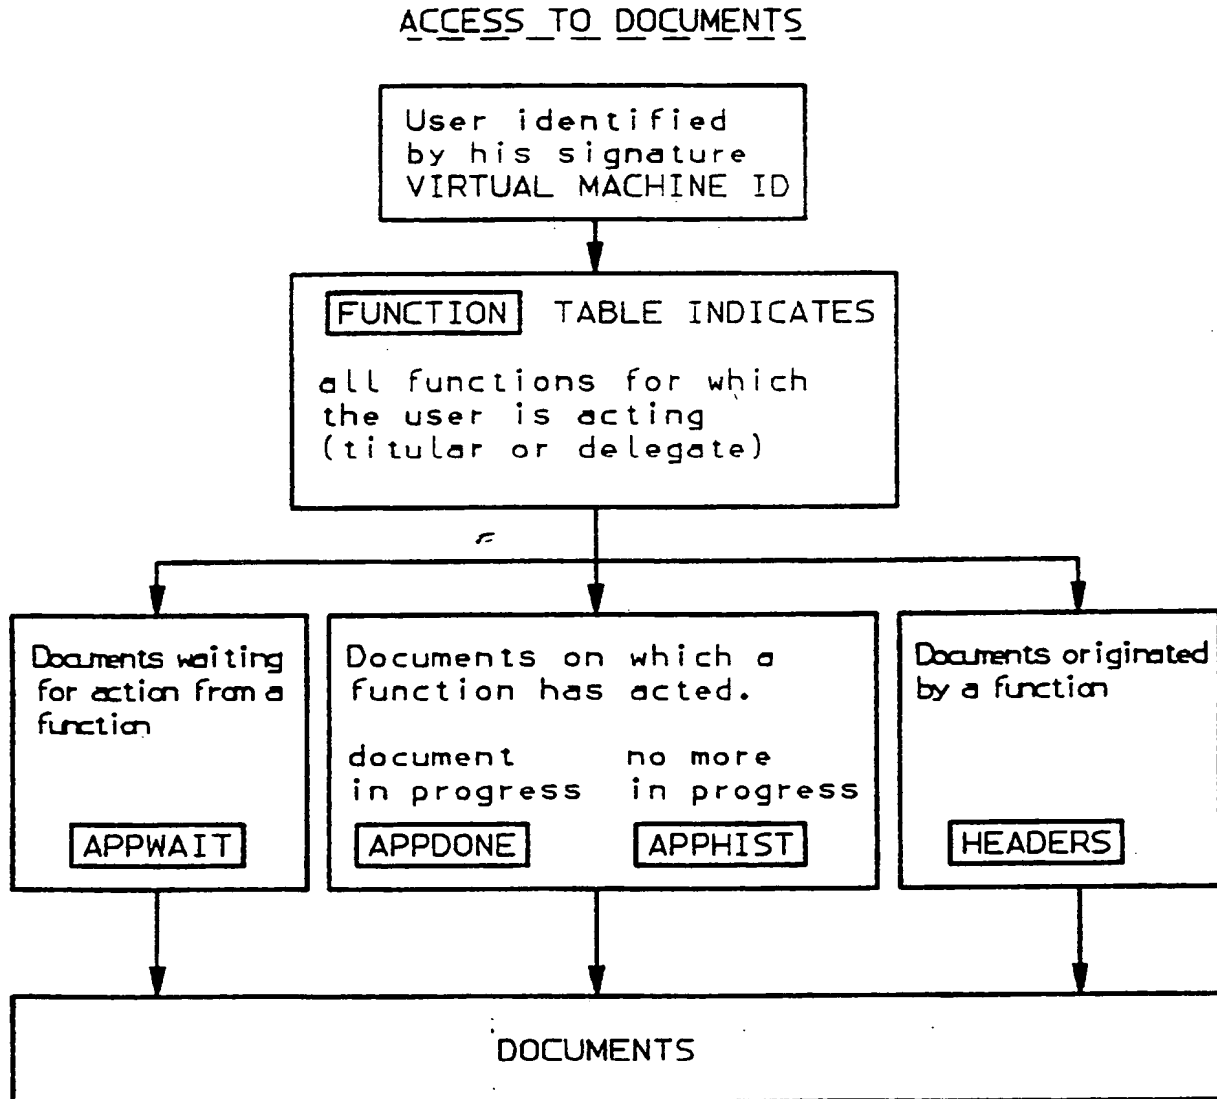 ACCESS TO DOCUMENTS
User identified
by his signature
VIRTUAL MACHINE ID
FUNCTION TABLE INDICATES
all functions for which
the user is acting
(titular or delegate)
Documents waiting
for action from a
function
APPWAIT
Documents on which a
function has acted.
document
in progress
APPDONE
no more
in progress
APPHIST
Documents originated
by a function
HEADERS
DOCUMENTS